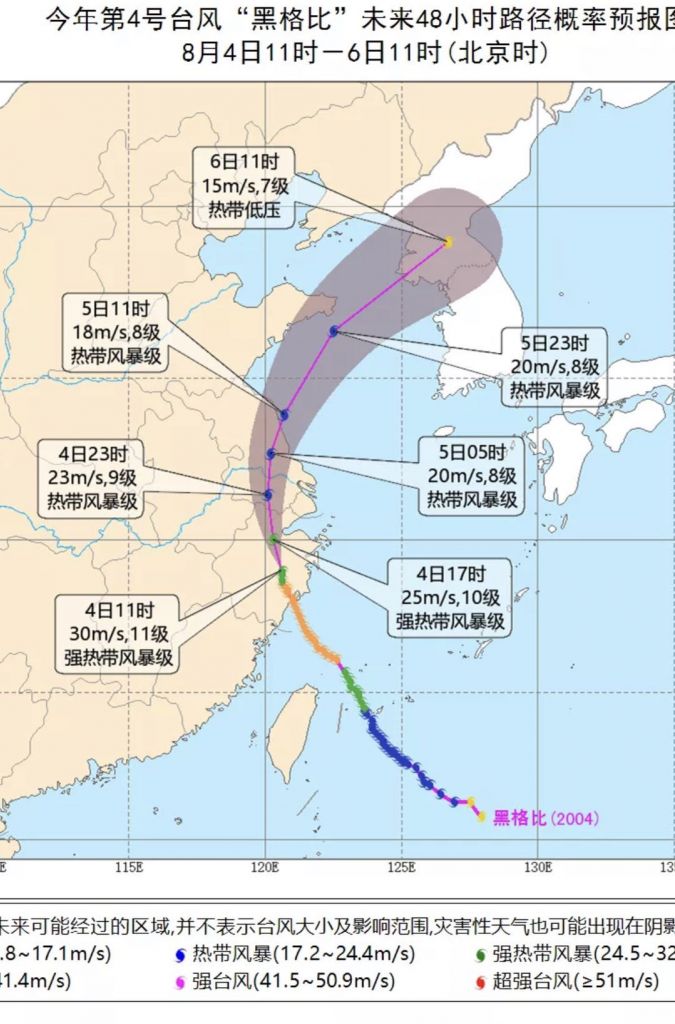 今年第4号台风“黑格比”未来48小时路径概率预报图
8月4日11时－6日11时(北京时)
6日11时
15m/s,7级
热带低压
5日11时
18m/s,8级
热带风暴级
5日23时
20m/s,8级
热带风暴级
4日23时
23m/s,9级
热带风暴级
5日05时
20m/s,8级
热带风暴级
4日17时
25m/s,10级
强热带风暴级
4日11时
30m/s,11级
强热带风暴级
黑格比(2004)
E 115E 120E 125E 130E 13
未来可能经过的区域,并不表示台风大小及影响范围,灾害性天气也可能出现在阴影
.8~17.1m/s) 热带风暴(17.2~24.4m/s) 强热带风暴(24.5~32
41.4m/s) 强台风(41.5~50.9m/s) 超强台风(≥51m/s)